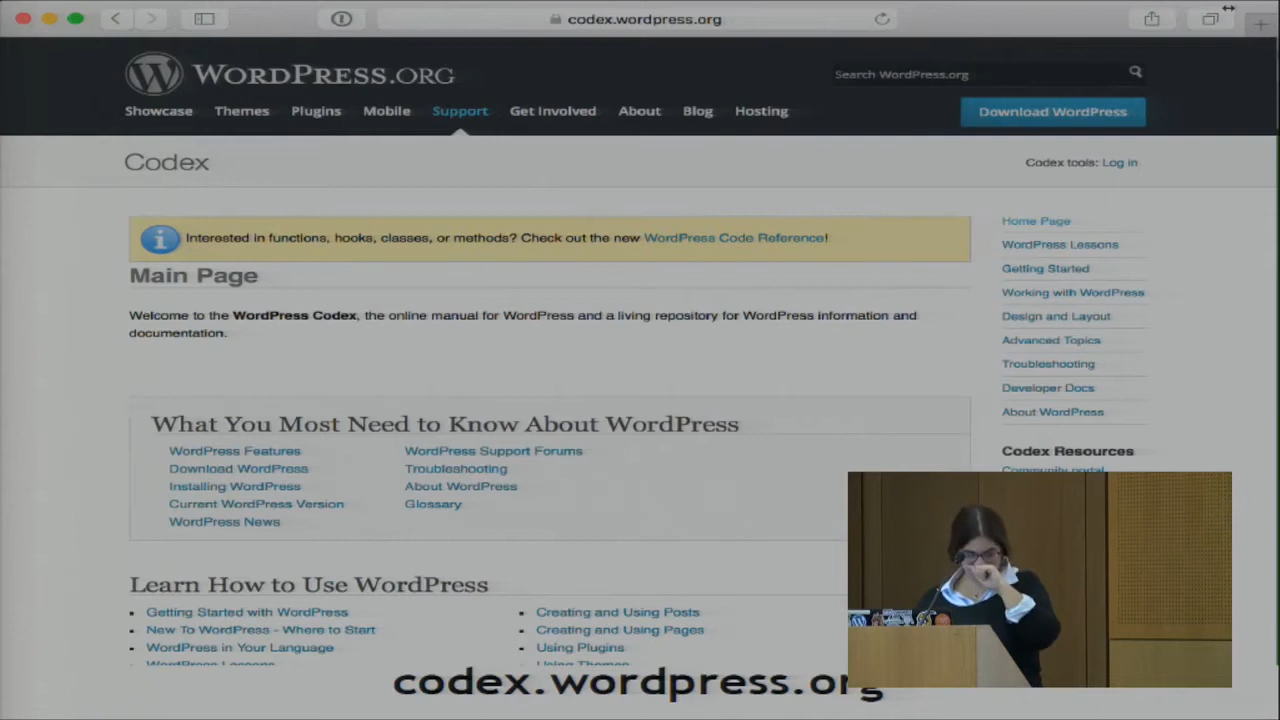 codex.wordpress.org
WORDPRESS.ORG
Search WordPress.org
Showcase Themes Plugins Mobile Support Get Involved About Blog Hosting
Download WordPress
Codex
Codex tools: Log in
Interested in functions, hooks, classes, or methods? Check out the new WordPress Code Reference!
Main Page
Welcome to the WordPress Codex, the online manual for WordPress and a living repository for WordPress information and
documentation.
What You Most Need to Know About WordPress
WordPress Features
Download WordPress
Installing WordPress
Current WordPress Version
WordPress News
WordPress Support Forums
Troubleshooting
About WordPress
Glossary
Learn How to Use WordPress
Getting Started with WordPress
New To WordPress - Where to Start
WordPress in Your Language
WordPress Lessons
Creating and Using Posts
Creating and Using Pages
Using Plugins
Using Themes
Home Page
WordPress Lessons
Getting Started
Working with WordPress
Design and Layout
Advanced Topics
Troubleshooting
Developer Docs
About WordPress
Codex Resources
Community portal
codex.wordpress.org